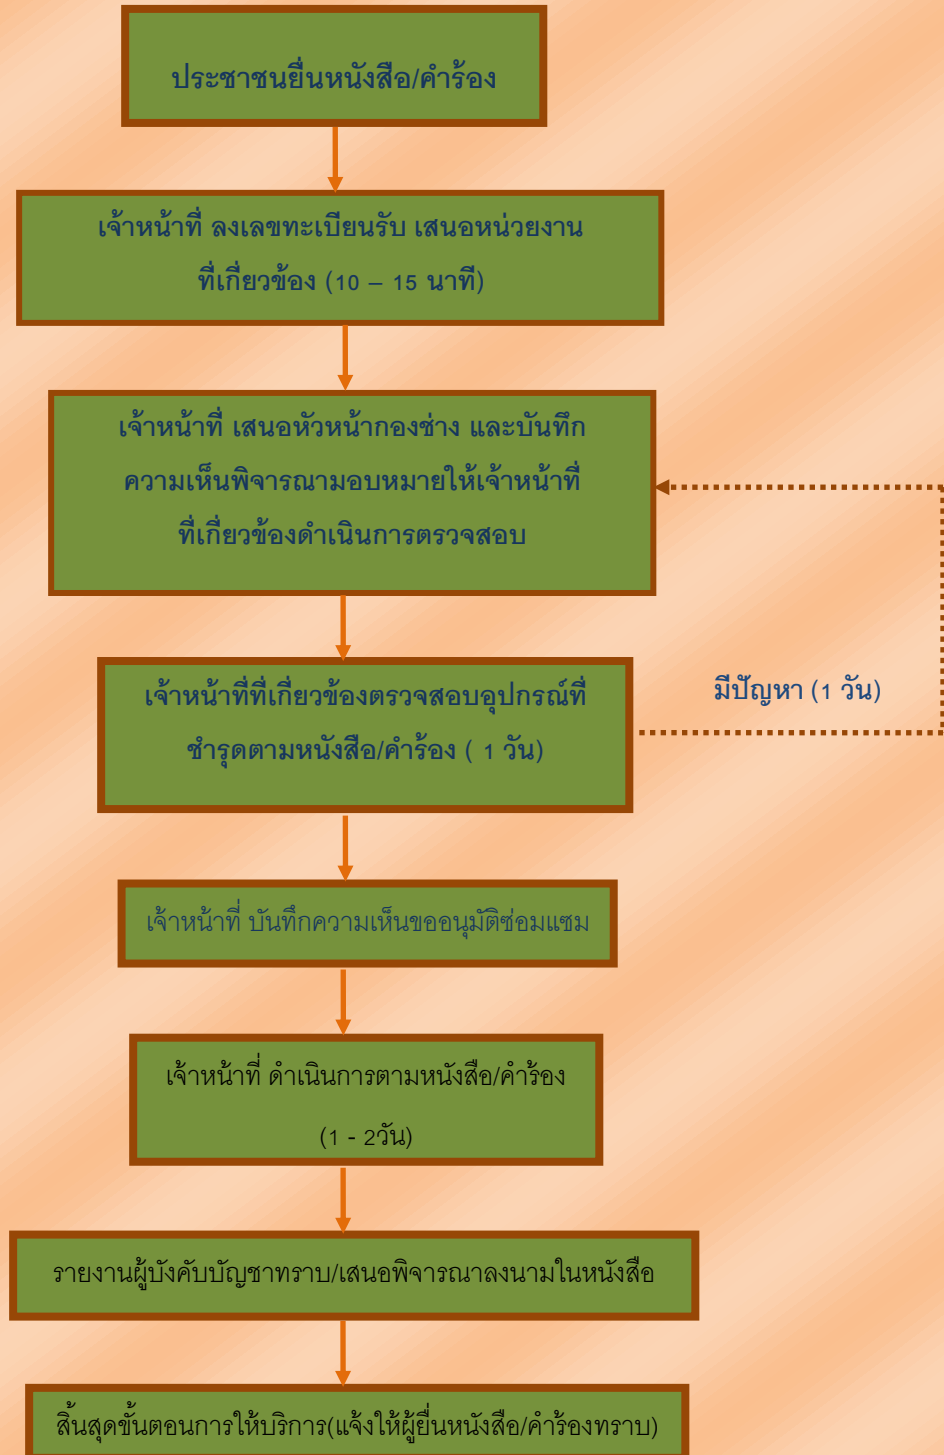 ประชาชนยื่นหนังสือ/คำร้อง
เจ้าหน้าที่ ลงเลขทะเบียนรับ เสนอหน่วยงาน
ที่เกี่ยวข้อง (10 – 15 นาที)
เจ้าหน้าที่ เสนอหัวหน้ากองช่าง และบันทึก
ความเห็นพิจารณามอบหมายให้เจ้าหน้าที่
ที่เกี่ยวข้องดำเนินการตรวจสอบ
เจ้าหน้าที่ที่เกี่ยวข้องตรวจสอบอุปกรณ์ที่
ชำรุดตามหนังสือ/คำร้อง ( 1 วัน)
มีปัญหา (1 วัน)
เจ้าหน้าที่ บันทึกความเห็นขออนุมัติซ่อมแซม
เจ้าหน้าที่ ดำเนินการตามหนังสือ/คำร้อง
(1 - 2วัน)
รายงานผู้บังคับบัญชาทราบ/เสนอพิจารณาลงนามในหนังสือ
สิ้นสุดขั้นตอนการให้บริการ(แจ้งให้ผู้ยื่นหนังสือ/คำร้องทราบ)